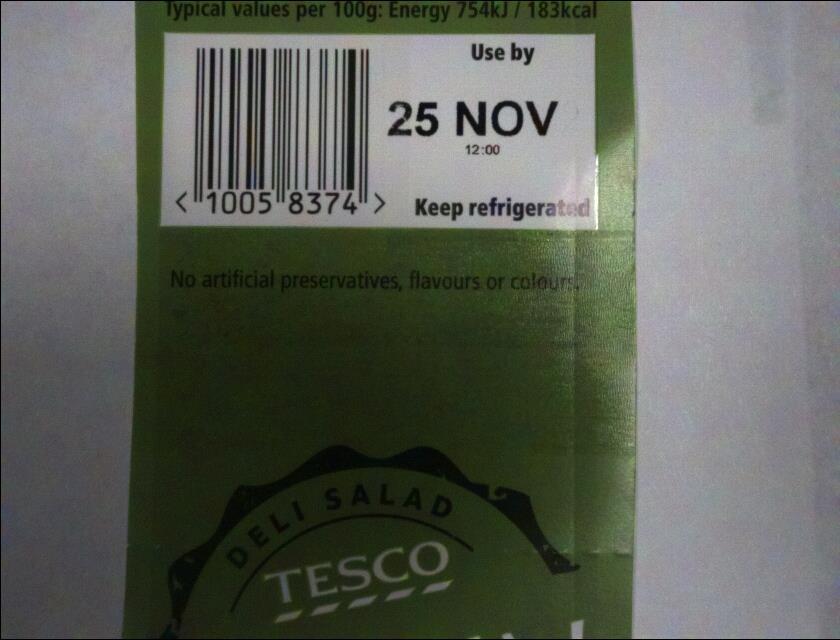 Typical values per 100g: Energy 754kJ / 183kcal
Use by
25 NOV
12:00
< 1005 8374 >
Keep refrigerated
No artificial preservatives, flavours or colours.
DELI SALAD
TESCO